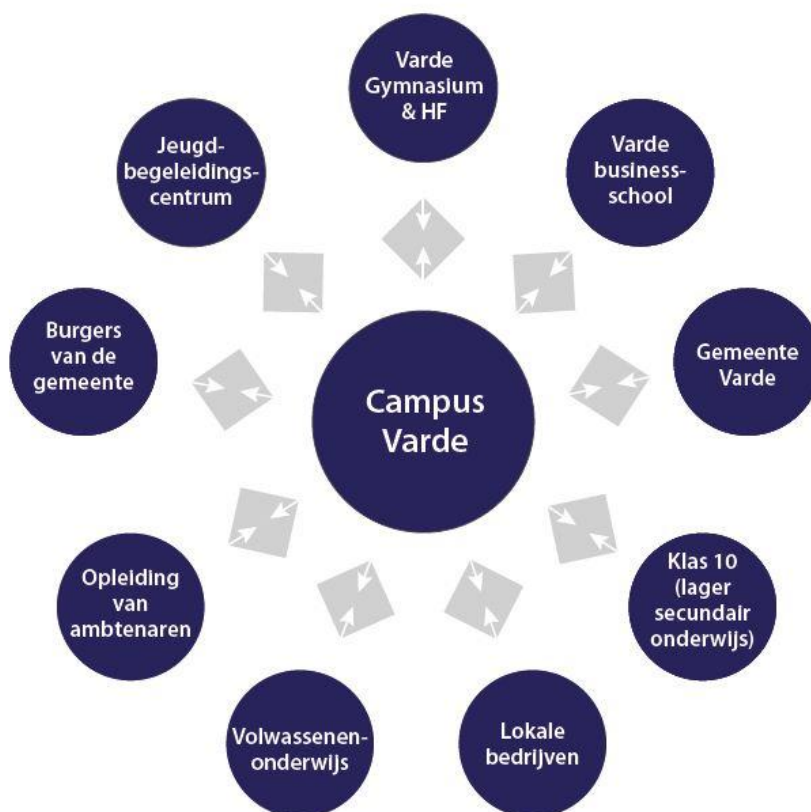 Varde
Gymnasium
& HF
Varde
business-
school
Gemeente
Varde
Klas 10
(lager
secundair
onderwijs)
Lokale
bedrijven
Volwassenen-
onderwijs
Opleiding
van
ambtenaren
Burgers
van de
gemeente
Jeugd-
begeleidings-
centrum
Campus
Varde